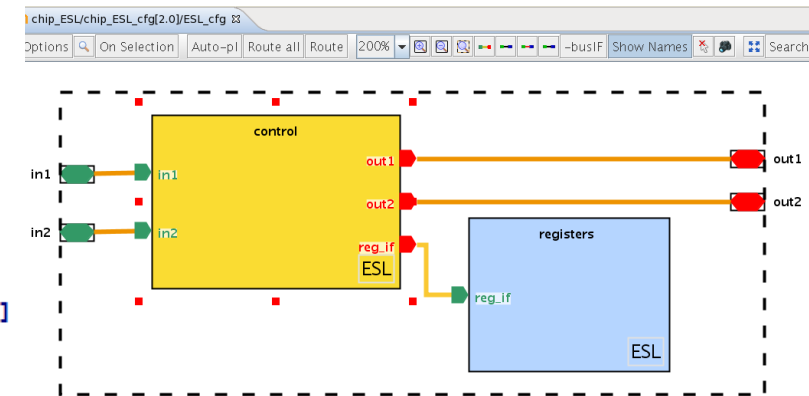 chip_ESL/chip_ESL_cfg[2.0]/ESL_cfg
Options On Selection Auto-pl Route all Route 200% -busIF Show Names Search
control
in1 in1 out1 out1
in2 in2 out2 out2
registers
reg_if
ESL
reg_if
]
ESL